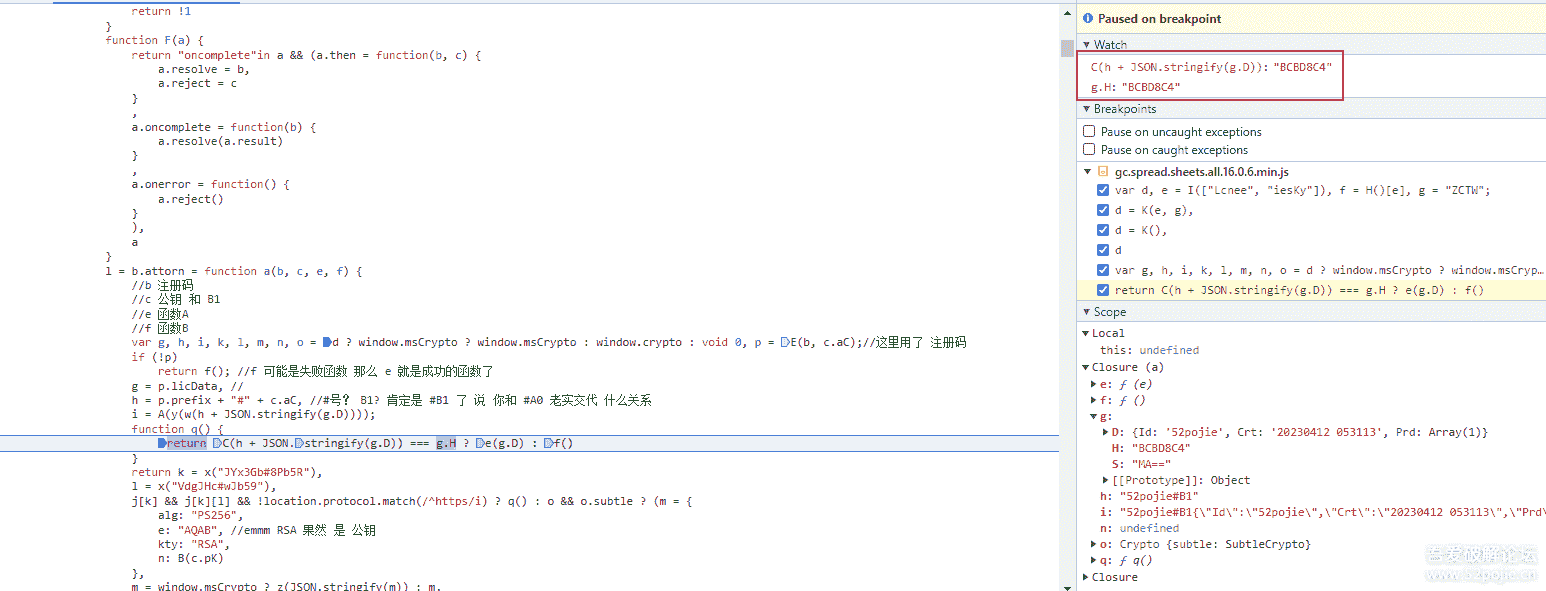 return !1
}
function F(a) {
return "oncomplete"in a && (a.then = function(b, c) {
a.resolve = b,
a.reject = c
}
,
a.oncomplete = function(b) {
a.resolve(a.result)
}
,
a.onerror = function() {
a.reject()
}
),
a
}
l = b.attorn = function a(b, c, e, f) {
//b 注册码
//c 公钥 和 B1
//e 函数A
//f 函数B
var g, h, i, k, l, m, n, o = d ? window.msCrypto ? window.msCrypto : window.crypto : void 0, p = E(b, c.aC);//这里用了 注册码
if (!p)
return f(); //f 可能是失败函数 那么 e 就是成功的函数了
g = p.licData, //
h = p.prefix + "#" + c.aC, //#号? B1? 肯定是 #B1 了 说 你和 #A0 老实交代 什么关系
i = A(y(w(h + JSON.stringify(g.D))));
function q() {
return C(h + JSON.stringify(g.D)) === g.H ? e(g.D) : f()
}
return k = x("JYx3Gb#8Pb5R"),
l = x("VdgJHc#wJb59"),
j[k] && j[k][l] && !location.protocol.match(/^https/i) ? q() : o && o.subtle ? (m = {
alg: "PS256",
e: "AQAB", //emmm RSA 果然 是 公钥
kty: "RSA",
n: B(c.pK)
},
m = window.msCrypto ? z(JSON.stringify(m)) : m,
Paused on breakpoint
Watch
C(h + JSON.stringify(g.D)): "BCBD8C4"
g.H: "BCBD8C4"
Breakpoints
Pause on uncaught exceptions
Pause on caught exceptions
gc.spread.sheets.all.16.0.6.min.js
var d, e = I(["Lcnee", "iesKy"]), f = H()[e], g = "ZCTW";
d = K(e, g),
d = K(),
d
var g, h, i, k, l, m, n, o = d ? window.msCrypto ? window.msCryp…
return C(h + JSON.stringify(g.D)) === g.H ? e(g.D) : f()
Scope
Local
this: undefined
Closure (a)
e: ƒ (e)
f: ƒ ()
g:
D: {Id: '52pojie', Crt: '20230412 053113', Prd: Array(1)}
H: "BCBD8C4"
S: "MA=="
[[Prototype]]: Object
h: "52pojie#B1"
i: "52pojie#B1{\"Id\":\"52pojie\",\"Crt\":\"20230412 053113\",\"Prd\
n: undefined
o: Crypto {subtle: SubtleCrypto}
q: ƒ q()
Closure
吾爱破解论坛
www.52pojie.cn